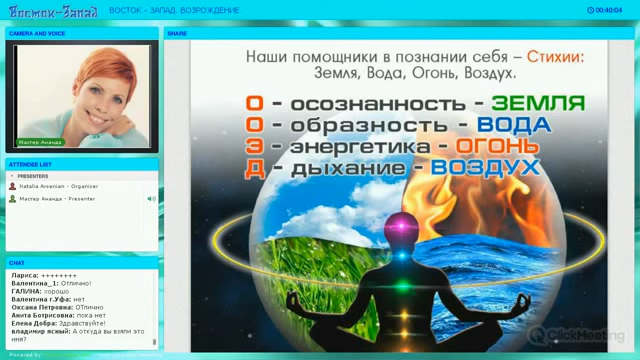 Восток-Запад
ВОСТОК – ЗАПАД. ВОЗРОЖДЕНИЕ
00:40:04
CAMERA AND VOICE
SHARE
Мастер Ананда
ATTENDEE LIST
PRESENTERS
Natalia Arsenian - Organizer
Мастер Ананда - Presenter
CHAT
Лариса: ++++++++
Валентина_1: Отлично!
ГАЛИНА: хорошо
Валентина г.Уфа: нет
Оксана Петровна: ОТлично
Анита Ботрисовна: пока нет
Елена Добра: Здравствуйте!
владимир ясный: А откуда вы взяли это
имя?
Powered by
Наши помощники в познании себя – Стихии:
Земля, Вода, Огонь, Воздух.
О - осознанность - ЗЕМЛЯ
О - образность - ВОДА
Э - энергетика - ОГОНЬ
Д - дыхание - ВОЗДУХ
ClickMeeting